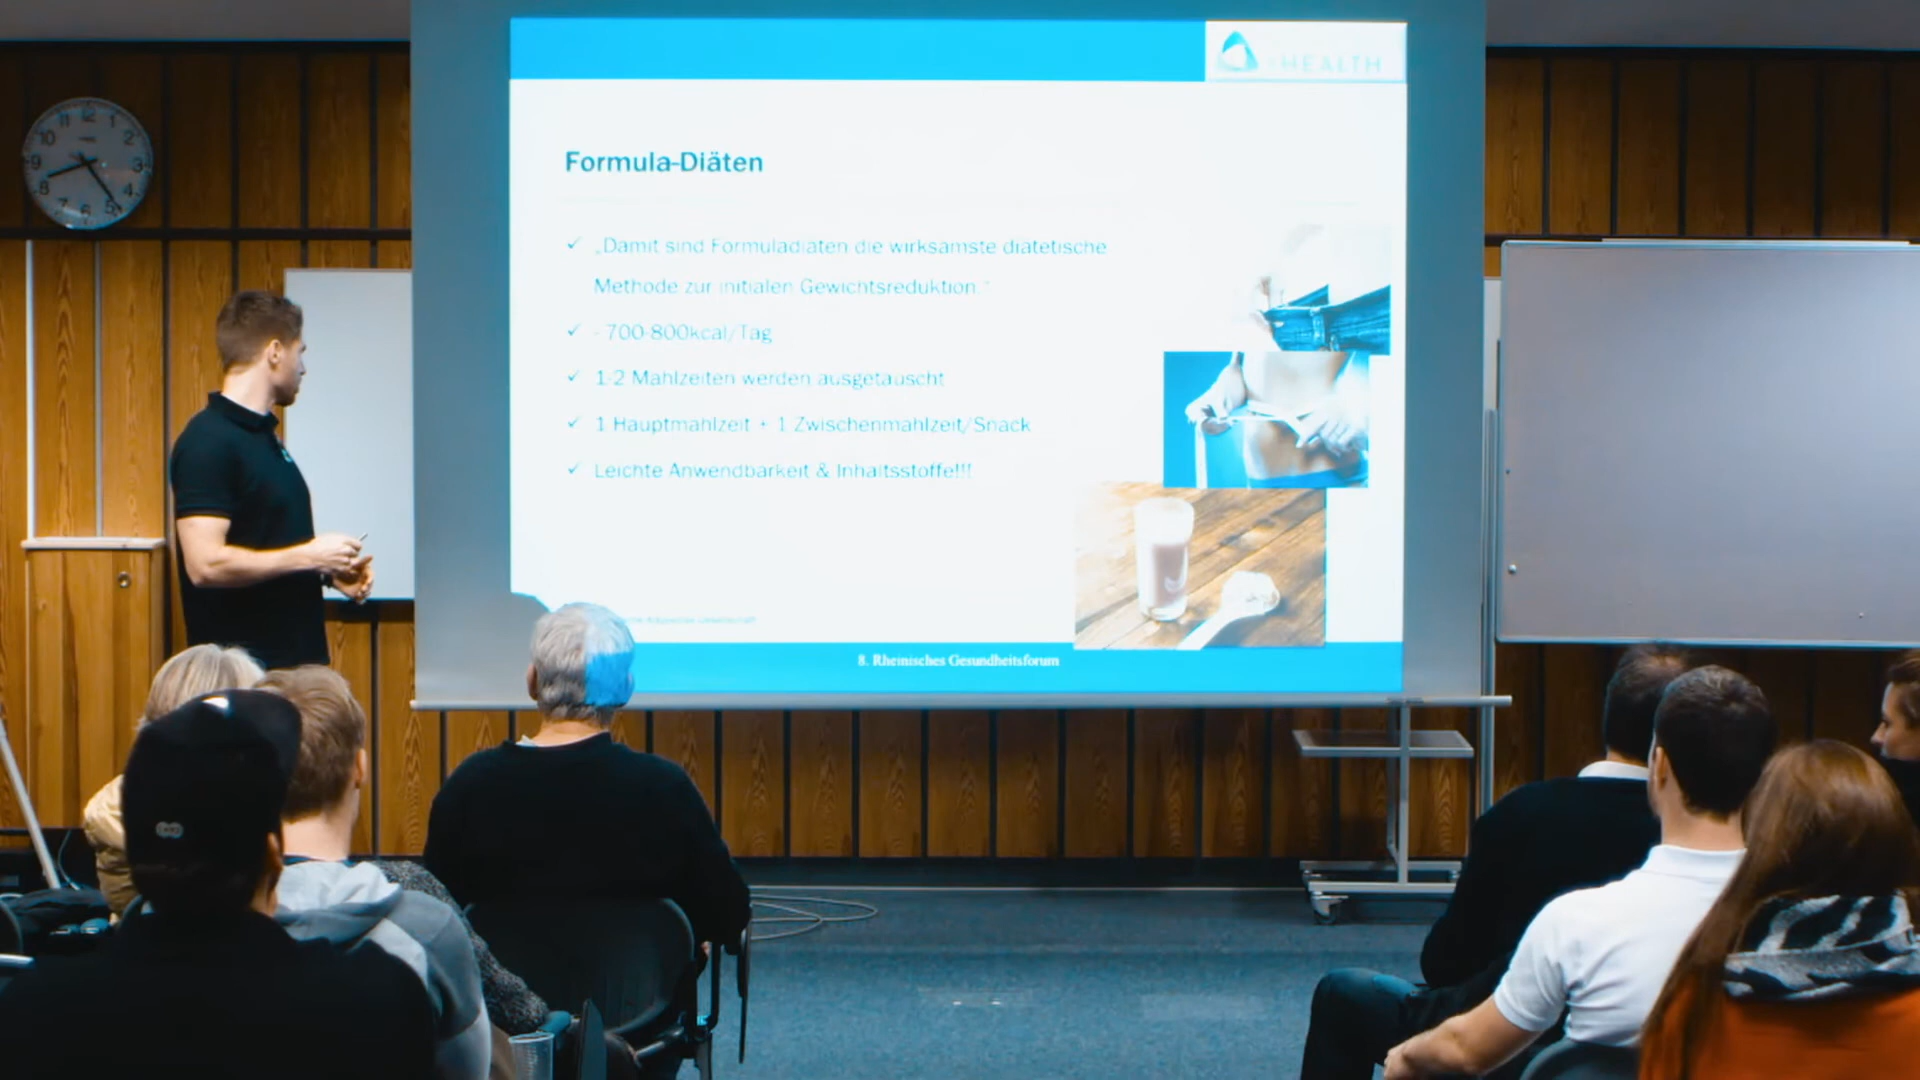 HEALTH
Formula-Diäten
„Damit sind Formuladiäten die wirksamste diätetische
Methode zur initialen Gewichtsreduktion."
- 700-800kcal/Tag
1-2 Mahlzeiten werden ausgetauscht
1 Hauptmahlzeit + 1 Zwischenmahlzeit/Snack
Leichte Anwendbarkeit & Inhaltsstoffe!!!
Gesellschaft
8. Rheinisches Gesundheitsforum